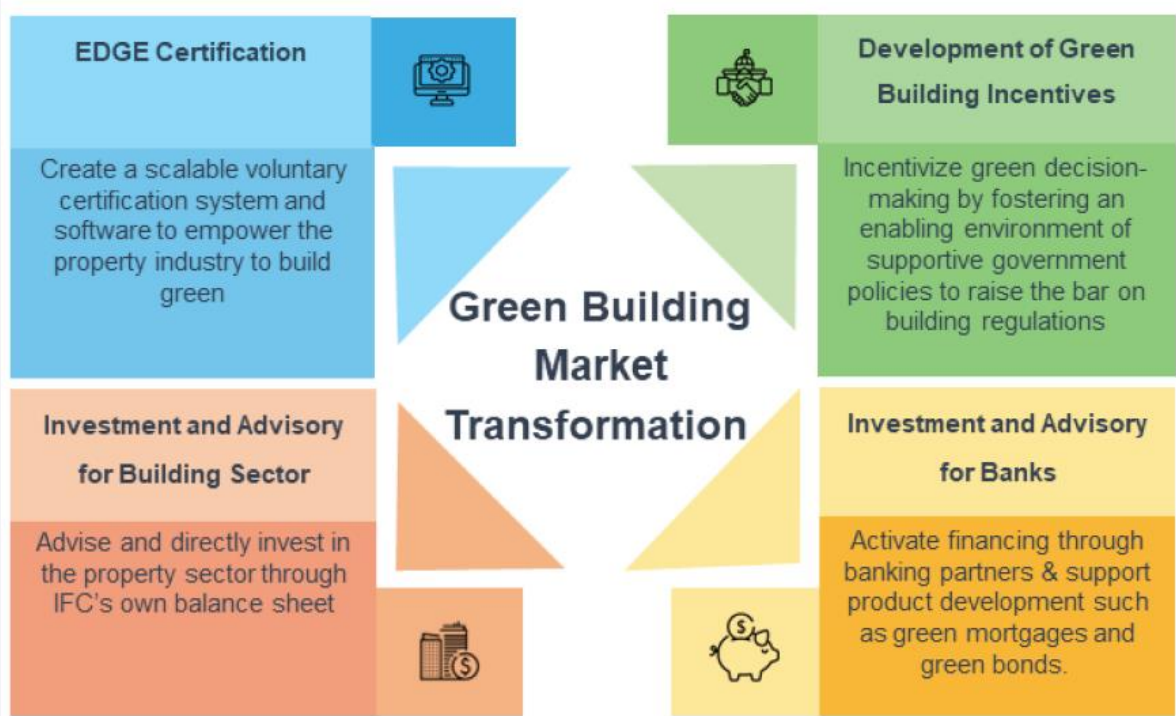 EDGE Certification
Create a scalable voluntary
certification system and
software to empower the
property industry to build
green
Development of Green
Building Incentives
Incentivize green decision-
making by fostering an
enabling environment of
supportive government
policies to raise the bar on
building regulations
Green Building
Market
Transformation
Investment and Advisory
for Building Sector
Advise and directly invest in
the property sector through
IFC's own balance sheet
$
Investment and Advisory
for Banks
Activate financing through
banking partners & support
product development such
as green mortgages and
green bonds.
$